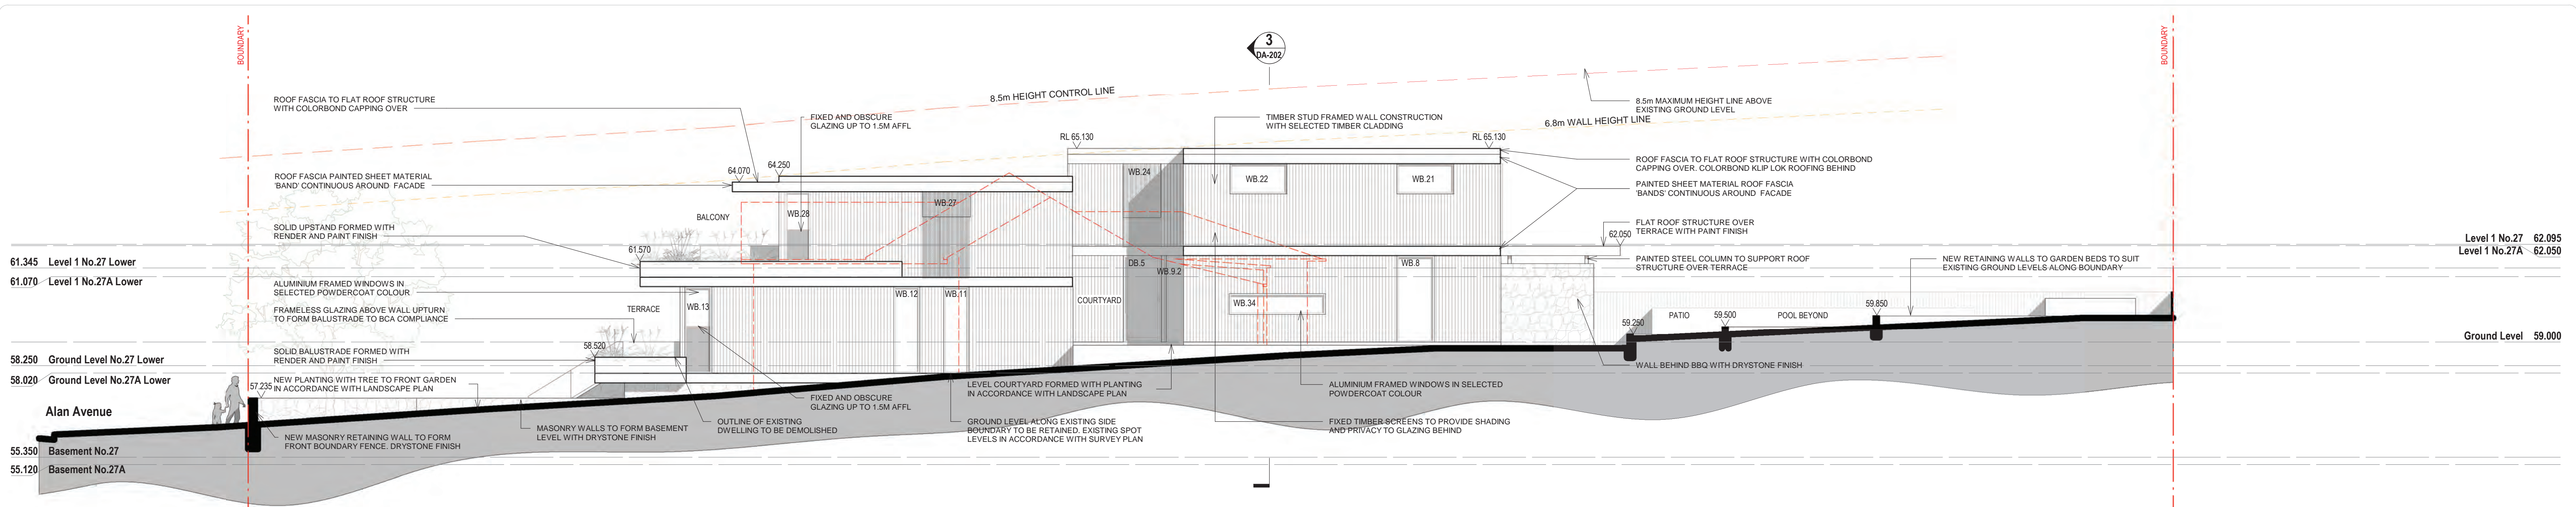 BOUNDARY
BOUNDARY
3
DA-202
8.5m HEIGHT CONTROL LINE
6.8m WALL HEIGHT LINE
8.5m MAXIMUM HEIGHT LINE ABOVE
EXISTING GROUND LEVEL
ROOF FASCIA TO FLAT ROOF STRUCTURE
WITH COLORBOND CAPPING OVER
FIXED AND OBSCURE
GLAZING UP TO 1.5M AFFL
TIMBER STUD FRAMED WALL CONSTRUCTION
WITH SELECTED TIMBER CLADDING
RL 65.130
RL 65.130
ROOF FASCIA TO FLAT ROOF STRUCTURE WITH COLORBOND
CAPPING OVER. COLORBOND KLIP LOK ROOFING BEHIND
64.070
64.250
ROOF FASCIA PAINTED SHEET MATERIAL
'BAND' CONTINUOUS AROUND FACADE
WB.24
WB.22
WB.21
PAINTED SHEET MATERIAL ROOF FASCIA
'BANDS' CONTINUOUS AROUND FACADE
WB.27
WB.28
BALCONY
SOLID UPSTAND FORMED WITH
RENDER AND PAINT FINISH
FLAT ROOF STRUCTURE OVER
TERRACE WITH PAINT FINISH
62.050
61.570
Level 1 No.27 62.095
Level 1 No.27A 62.050
61.345 Level 1 No.27 Lower
61.070 Level 1 No.27A Lower
DB.5
WB.9.2
WB.8
PAINTED STEEL COLUMN TO SUPPORT ROOF
STRUCTURE OVER TERRACE
NEW RETAINING WALLS TO GARDEN BEDS TO SUIT
EXISTING GROUND LEVELS ALONG BOUNDARY
ALUMINIUM FRAMED WINDOWS IN
SELECTED POWDERCOAT COLOUR
WB.12
WB.11
COURTYARD
WB.34
WB.13
TERRACE
FRAMELESS GLAZING ABOVE WALL UPTURN
TO FORM BALUSTRADE TO BCA COMPLIANCE
59.250
PATIO
59.500
POOL BEYOND
59.850
Ground Level 59.000
58.520
SOLID BALUSTRADE FORMED WITH
RENDER AND PAINT FINISH
58.250 Ground Level No.27 Lower
58.020 Ground Level No.27A Lower
WALL BEHIND BBQ WITH DRYSTONE FINISH
57.235
NEW PLANTING WITH TREE TO FRONT GARDEN
IN ACCORDANCE WITH LANDSCAPE PLAN
LEVEL COURTYARD FORMED WITH PLANTING
IN ACCORDANCE WITH LANDSCAPE PLAN
ALUMINIUM FRAMED WINDOWS IN SELECTED
POWDERCOAT COLOUR
FIXED AND OBSCURE
GLAZING UP TO 1.5M AFFL
Alan Avenue
NEW MASONRY RETAINING WALL TO FORM
FRONT BOUNDARY FENCE. DRYSTONE FINISH
MASONRY WALLS TO FORM BASEMENT
LEVEL WITH DRYSTONE FINISH
OUTLINE OF EXISTING
DWELLING TO BE DEMOLISHED
GROUND LEVEL ALONG EXISTING SIDE
BOUNDARY TO BE RETAINED. EXISTING SPOT
LEVELS IN ACCORDANCE WITH SURVEY PLAN
FIXED TIMBER SCREENS TO PROVIDE SHADING
AND PRIVACY TO GLAZING BEHIND
55.350 Basement No.27
55.120 Basement No.27A